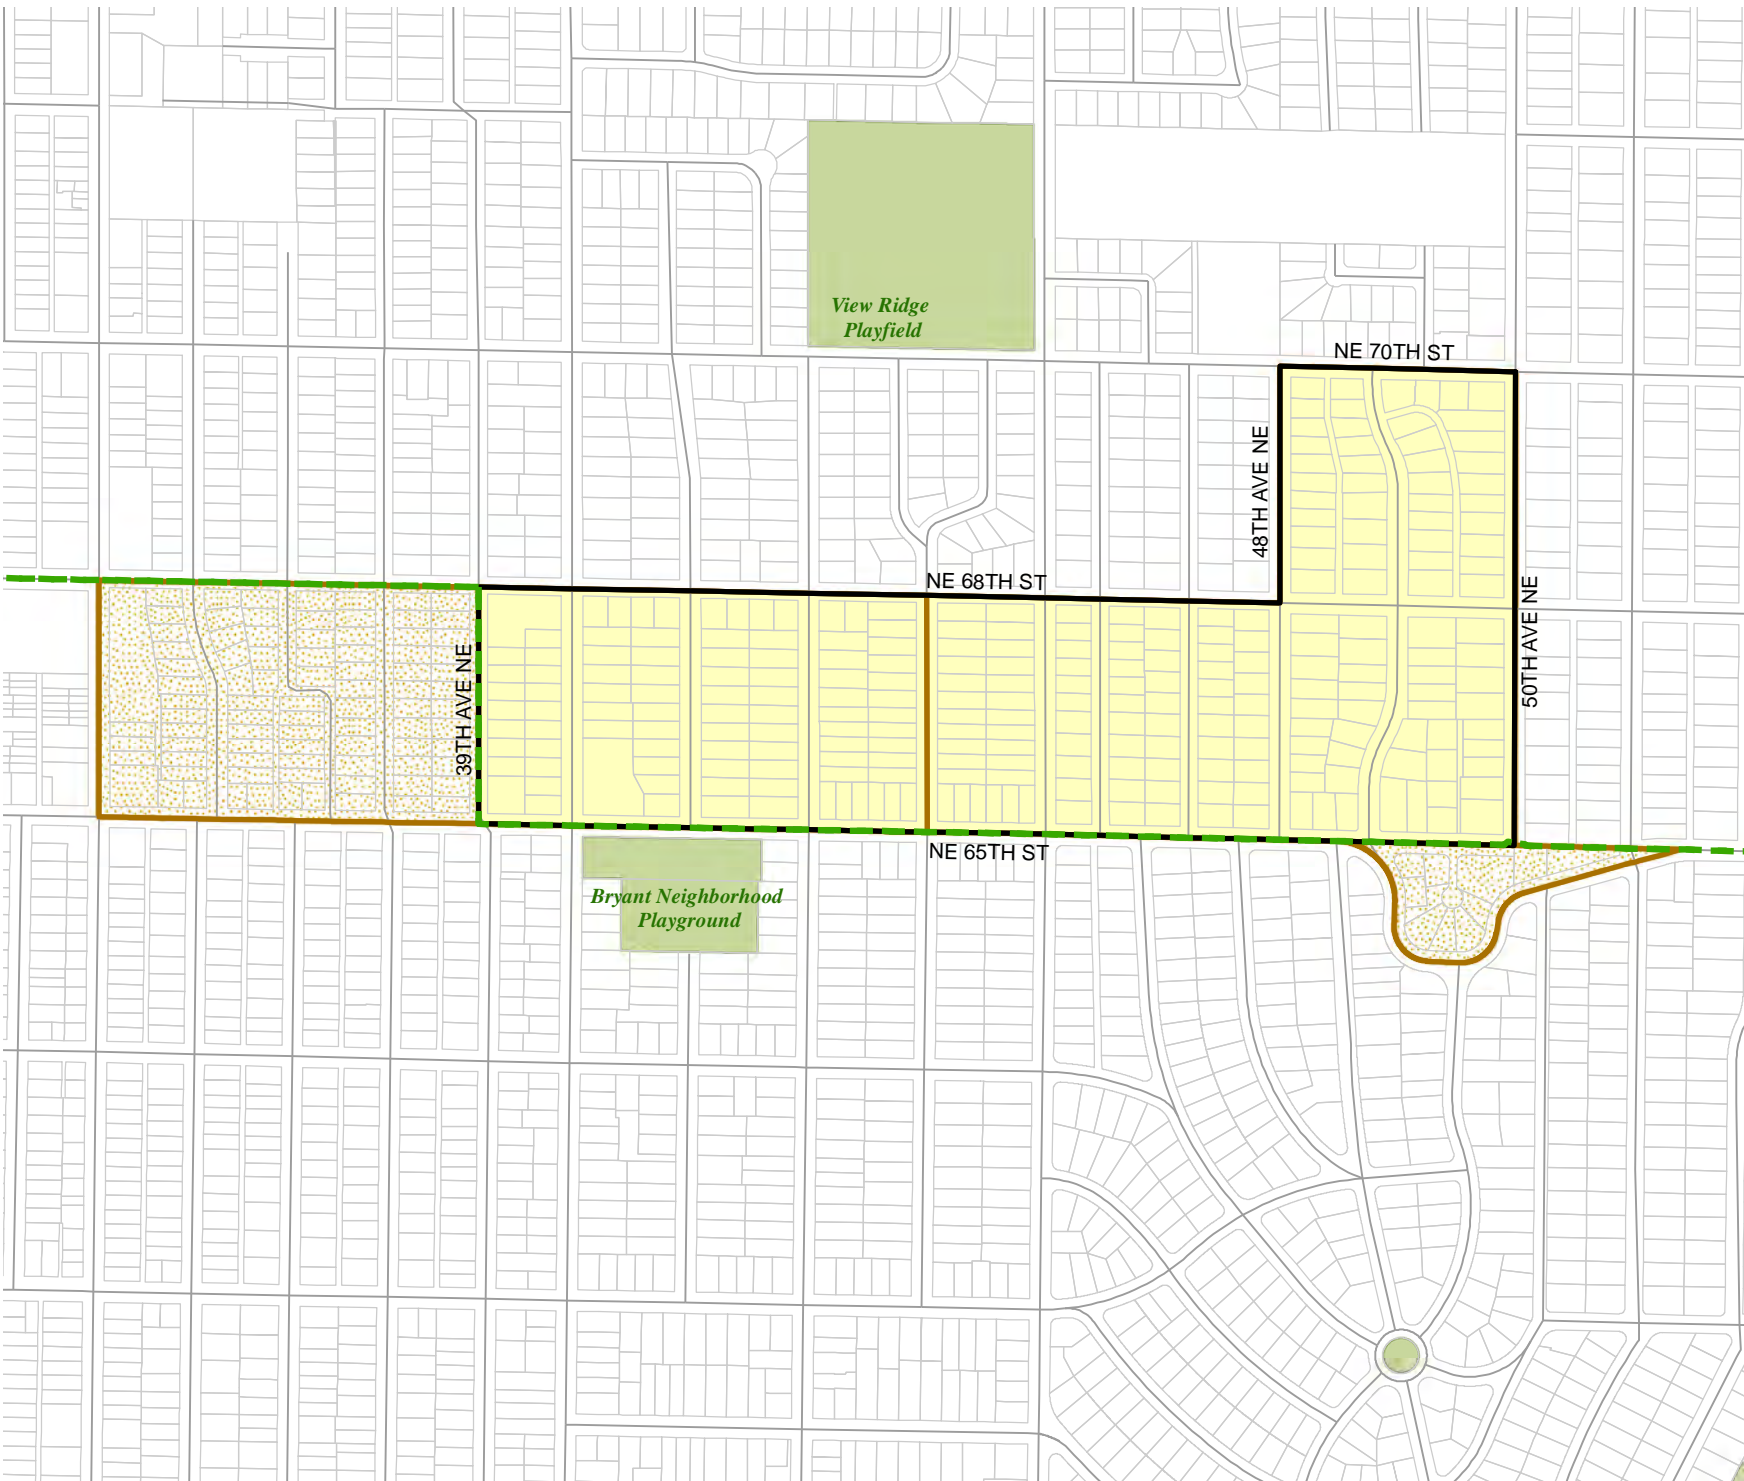 View Ridge
Playfield
NE 70TH ST
48TH AVE NE
NE 68TH ST
50TH AVE NE
39TH AVE NE
NE 65TH ST
Bryant Neighborhood
Playground